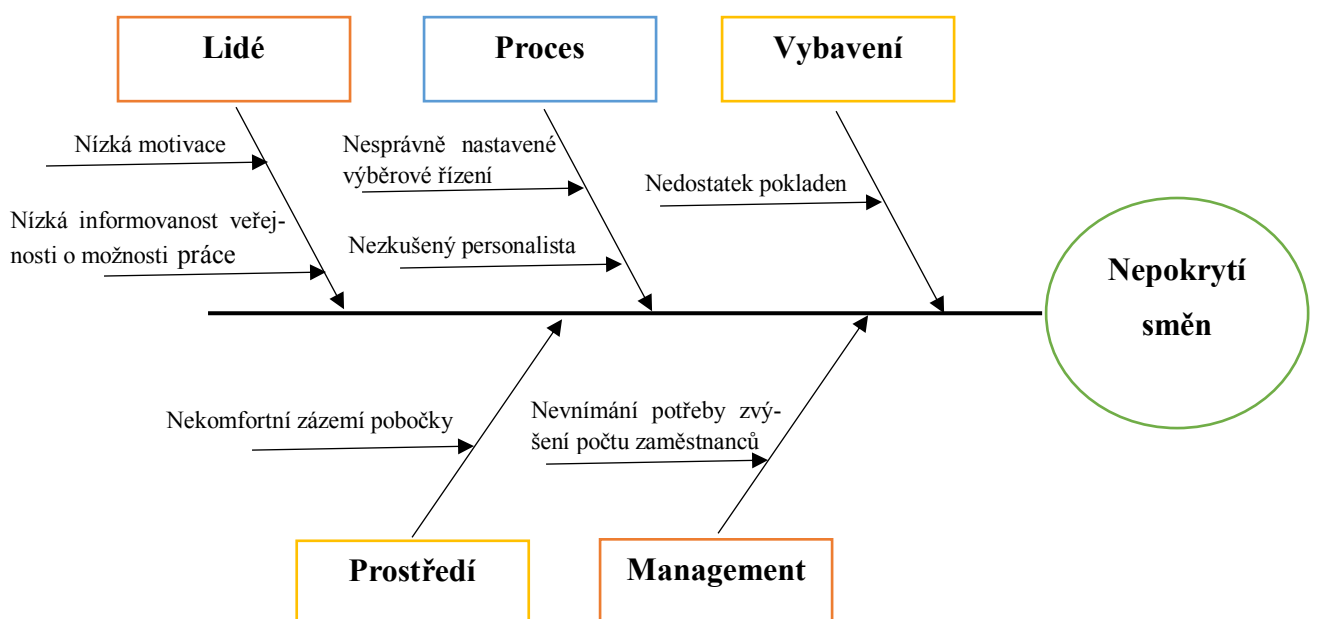 Lidé
Proces
Vybavení
Nízká motivace
Nízká informovanost veřej-
nosti o možnosti práce
Nesprávně nastavené
výběrové řízení
Nezkušený personalista
Nedostatek pokladen
Nepokrytí
směn
Nekomfortní zázemí pobočky
Nevnímání potřeby zvý-
šení počtu zaměstnanců
Prostředí
Management